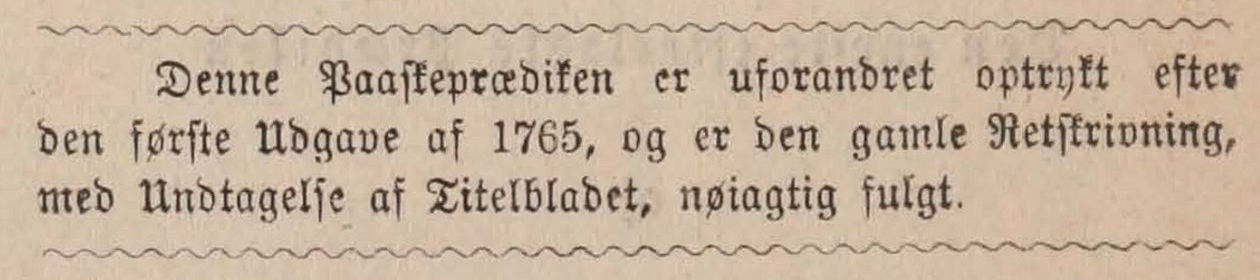 Denne Paaskeprædiken er uforandret optrykt efter
den første Udgave af 1765, og er den gamle Retskrivning,
med Undtagelse af Titelbladet, nøiagtig fulgt.